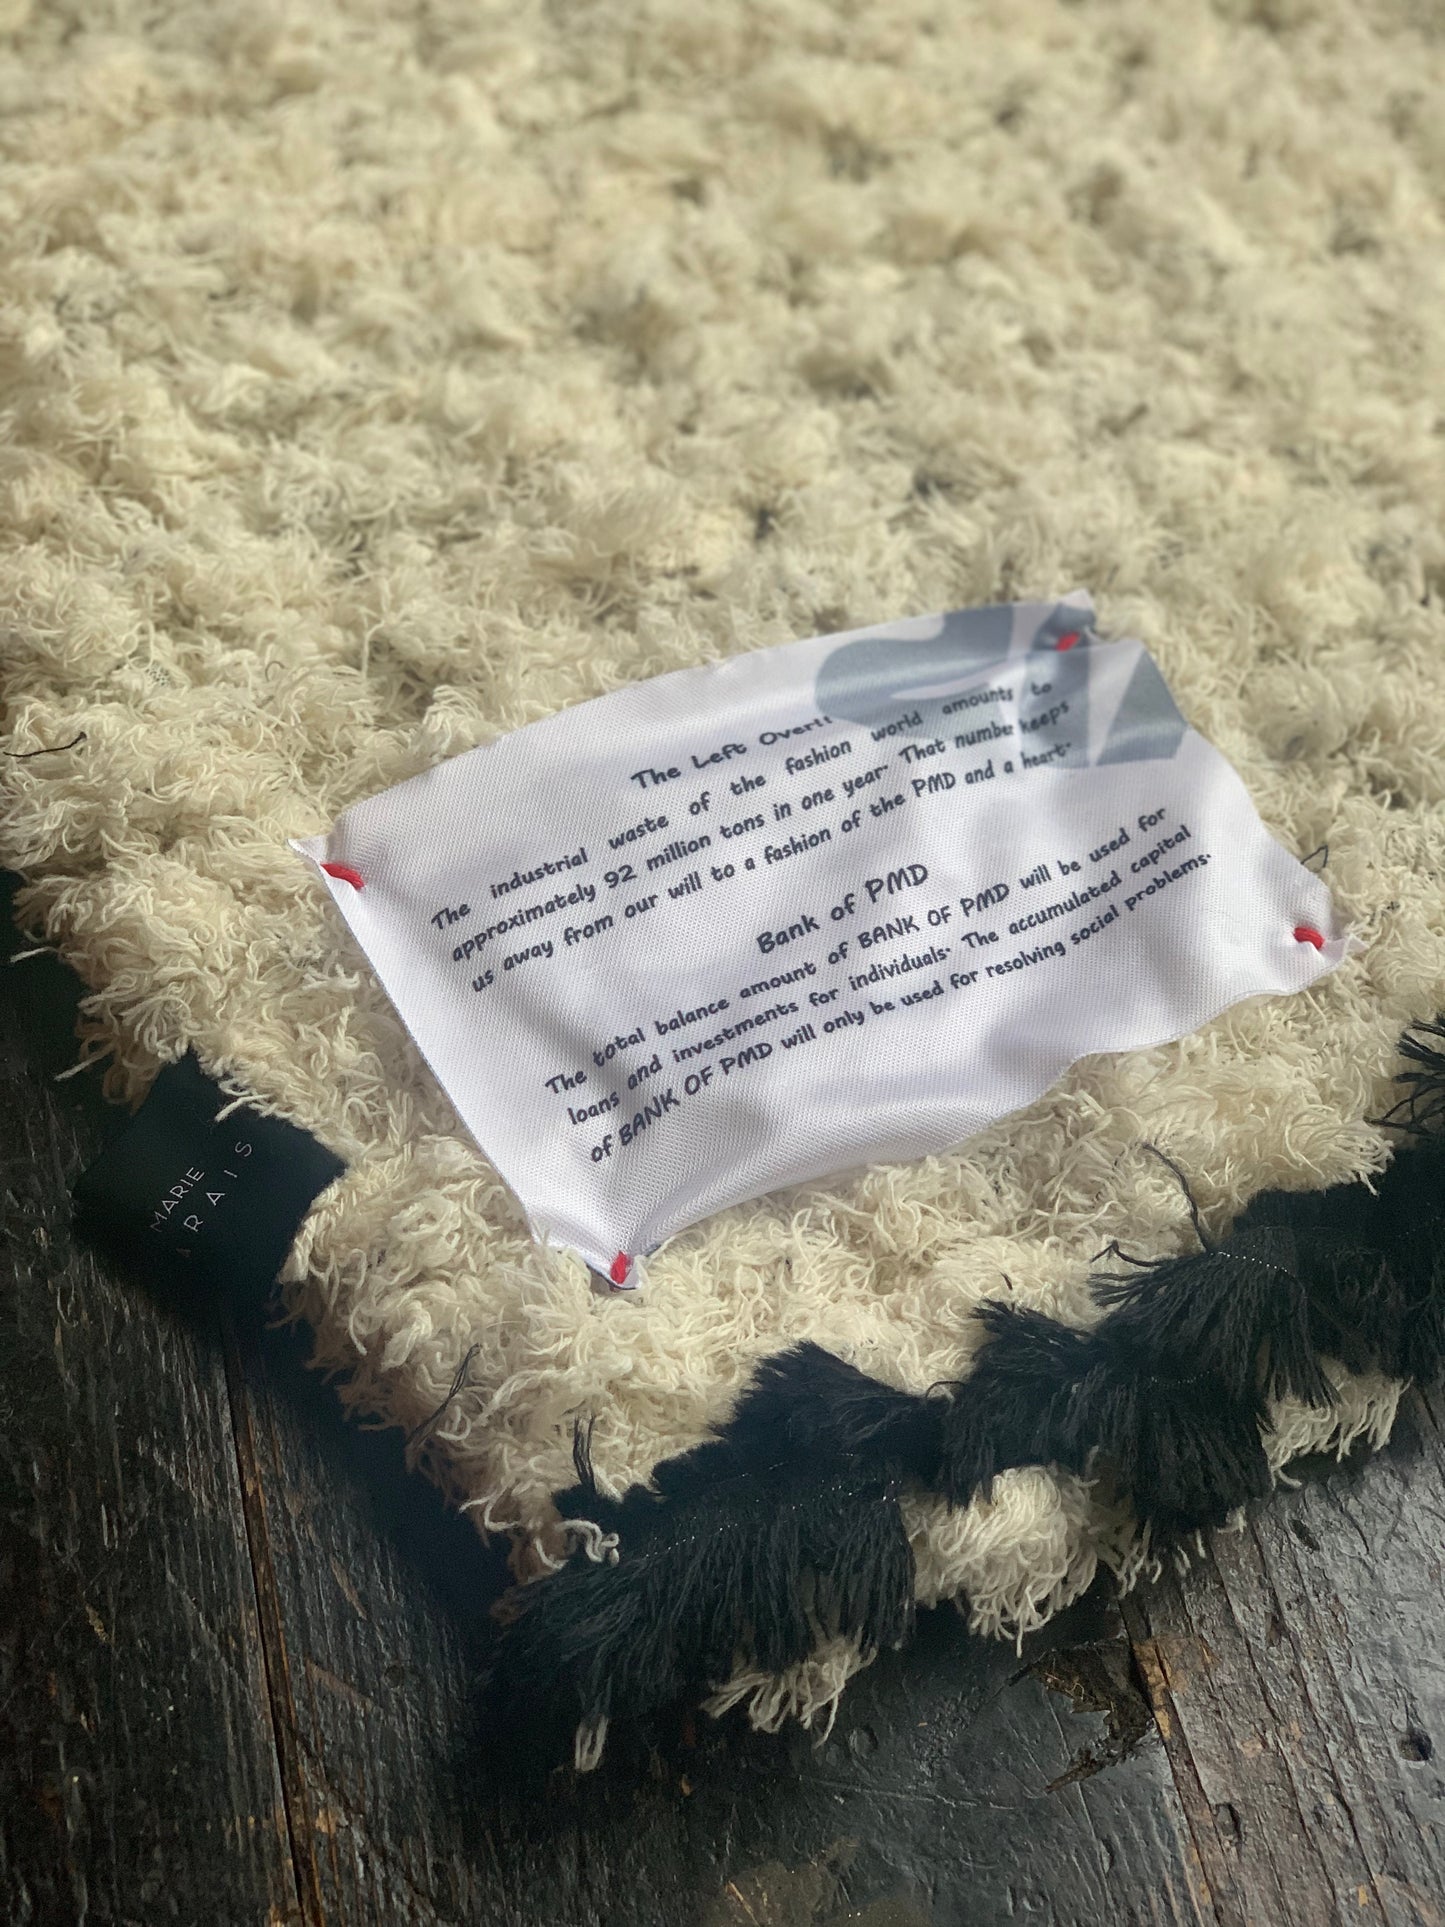 The Left Over!!
The industrial waste of the fashion world amounts to
approximately 92 million tons in one year. That number keeps
us away from our will to a fashion of the PMD and a heart.
Bank of PMD
The total balance amount of BANK OF PMD will be used for
loans and investments for individuals. The accumulated capital
of BANK OF PMD will only be used for resolving social problems.
MARIE
RAIS